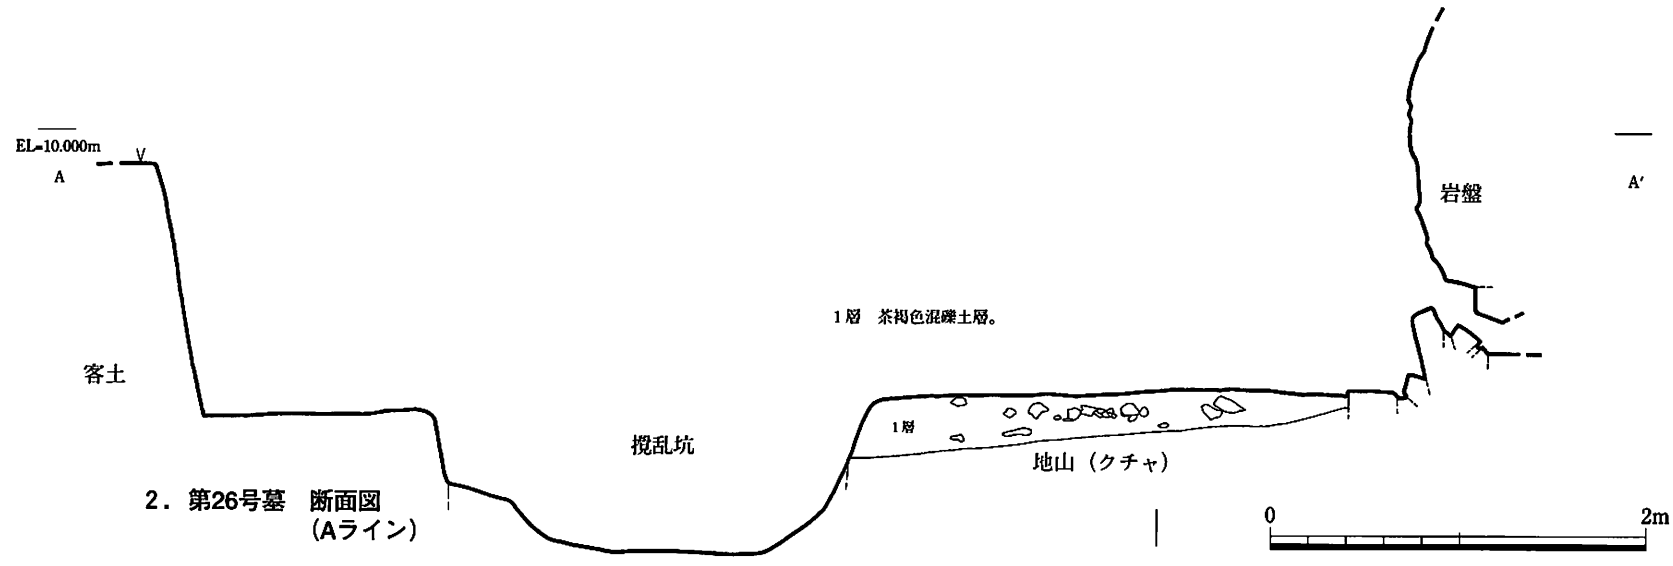 EL=10.000m
A
A′
岩盤
1層 茶褐色混礫土層。
客土
1層
攪乱坑
地山（クチャ）
2．第26号墓 断面図
（Aライン）
0 2m